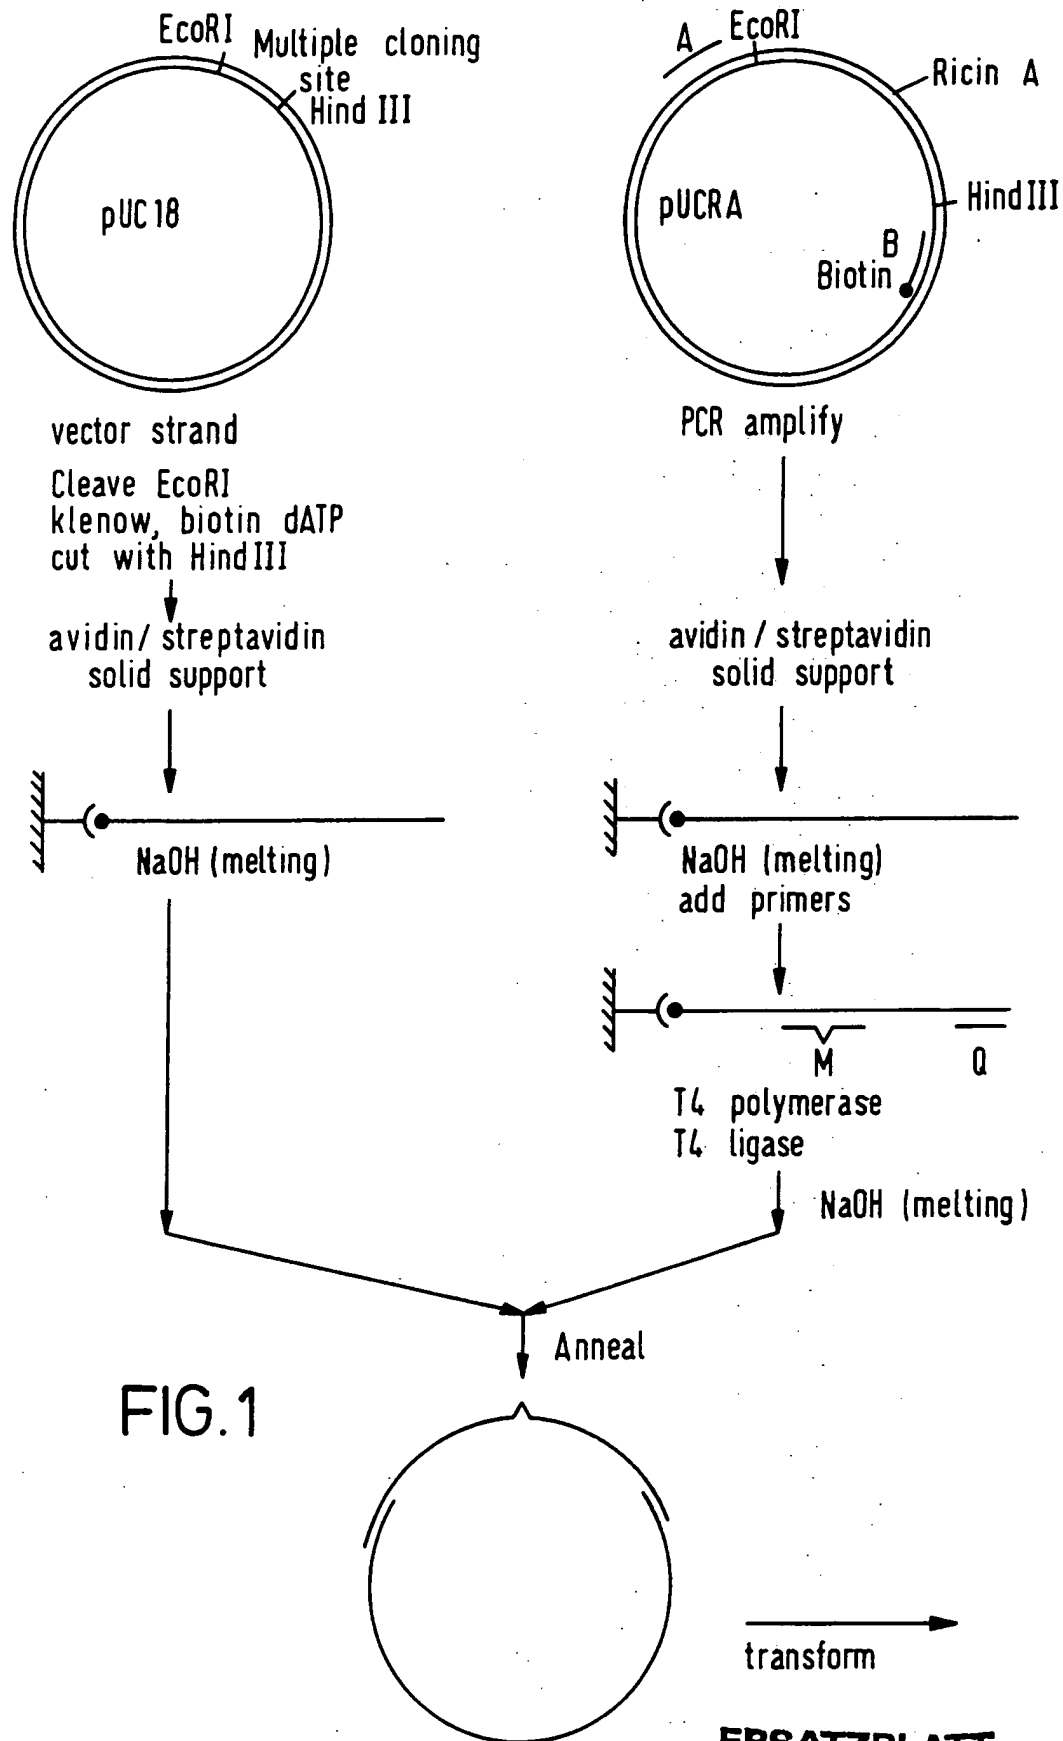 EcoRI
Multiple cloning
site
Hind III
pUC18
A
EcoRI
Ricin A
Hind III
pUCRA
B
Biotin
vector strand
Cleave EcoRI
klenow, biotin dATP
cut with Hind III
avidin/ streptavidin
solid support
NaOH (melting)
PCR amplify
avidin / streptavidin
solid support
NaOH (melting)
add primers
M
Q
T4 polymerase
T4 ligase
NaOH (melting)
Anneal
FIG.1
transform
ERSATZBLATT